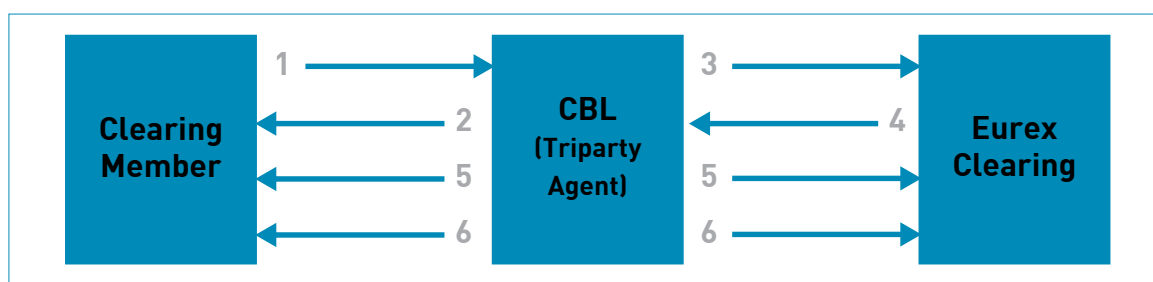 Clearing
Member
1
2
5
6
CBL
(Triparty
Agent)
3
4
5
6
Eurex
Clearing